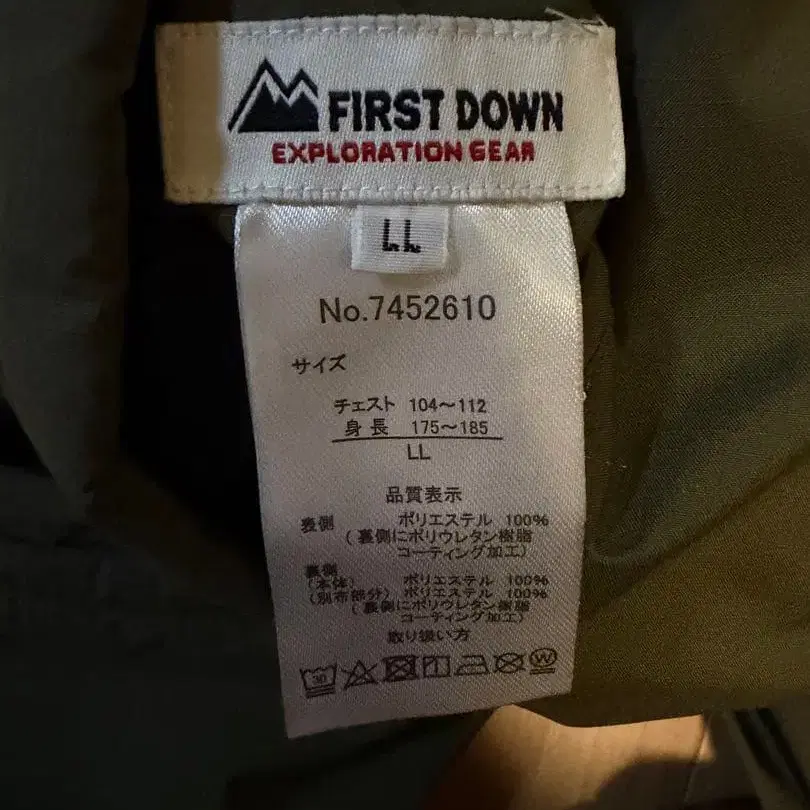 FIRST DOWN
EXPLORATION GEAR
LL
No.7452610
サイズ
チェスト 104～112
身長 175～185
LL
品質表示
表側 ポリエステル 100%
(裏側にポリウレタン樹脂
コーティング加工)
裏側
(本体) ポリエステル 100%
(別布部分) ポリエステル 100%
(裏側にポリウレタン樹脂
コーティング加工)
取り扱い方
30 W